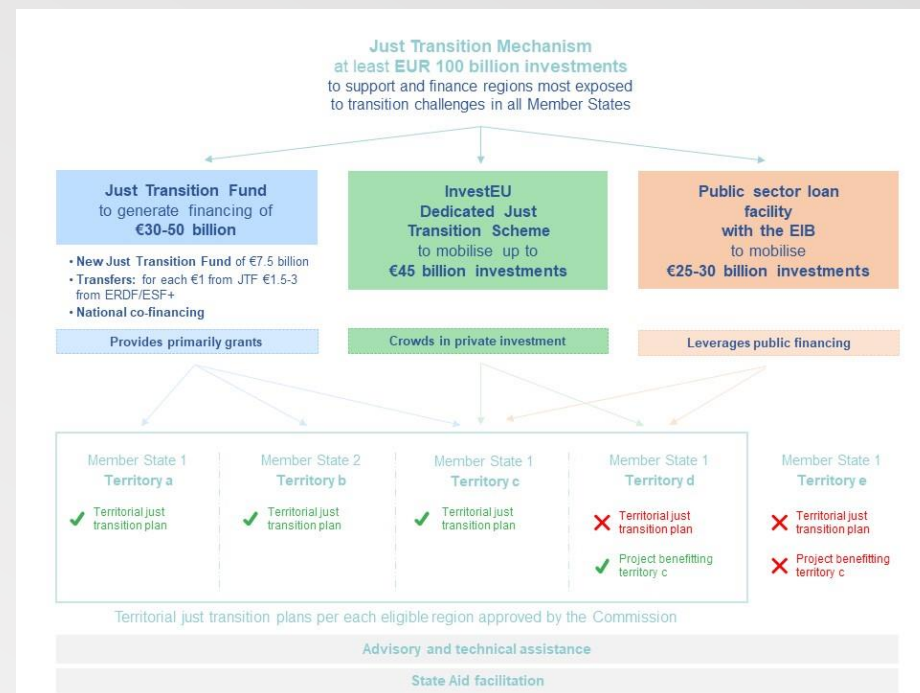 Just Transition Mechanism
at least EUR 100 billion investments
to support and finance regions most exposed
to transition challenges in all Member States
Just Transition Fund
to generate financing of
€30-50 billion
• New Just Transition Fund of €7.5 billion
• Transfers: for each €1 from JTF €1.5-3
from ERDF/ESF+
• National co-financing
Provides primarily grants
InvestEU
Dedicated Just
Transition Scheme
to mobilise up to
€45 billion investments
Crowds in private investment
Public sector loan
facility
with the EIB
to mobilise
€25-30 billion investments
Leverages public financing
Member State 1
Territory a
Territorial just
transition plan
Member State 2
Territory b
Territorial just
transition plan
Member State 1
Territory c
Territorial just
transition plan
Member State 1
Territory d
Territorial just
transition plan
Project benefitting
territory c
Member State 1
Territory e
Territorial just
transition plan
Project benefitting
territory c
Territorial just transition plans per each eligible region approved by the Commission
Advisory and technical assistance
State Aid facilitation